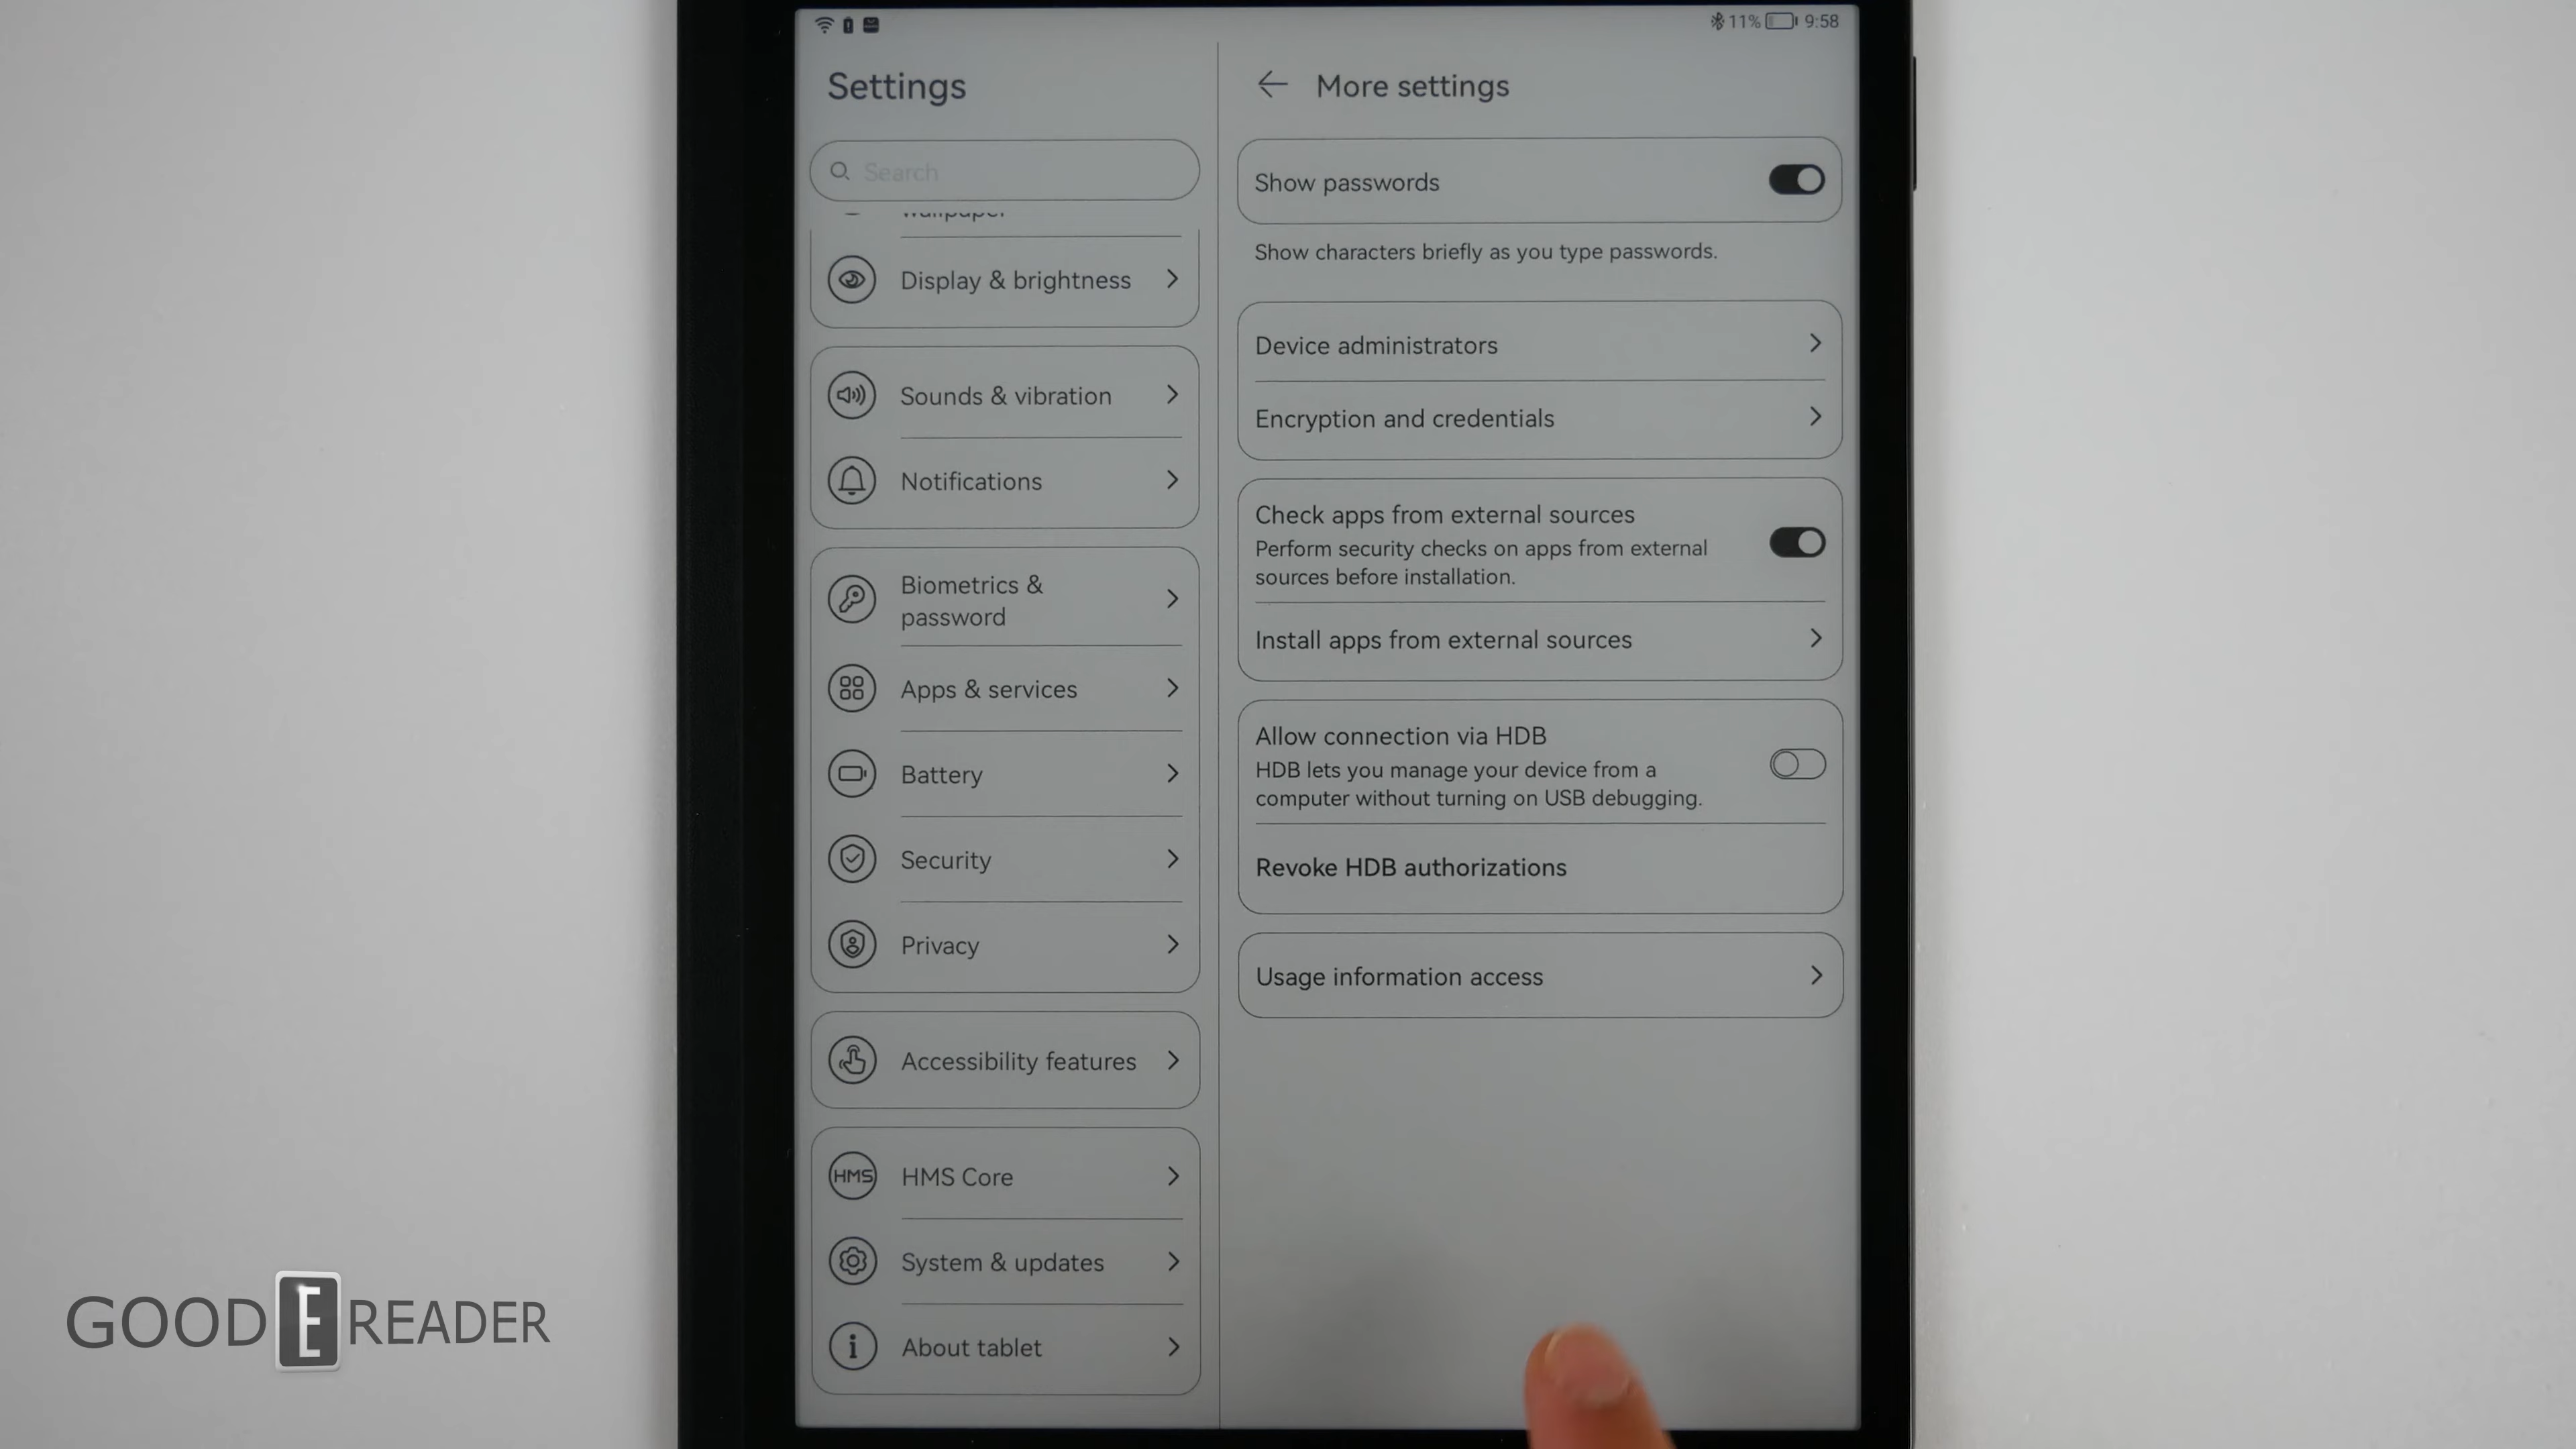 11% 9:58
Settings
Search
Wallpaper
Display & brightness
Sounds & vibration
Notifications
Biometrics &
password
Apps & services
Battery
Security
Privacy
Accessibility features
HMS
HMS Core
System & updates
About tablet
More settings
Show passwords
Show characters briefly as you type passwords.
Device administrators
Encryption and credentials
Check apps from external sources
Perform security checks on apps from external
sources before installation.
Install apps from external sources
Allow connection via HDB
HDB lets you manage your device from a
computer without turning on USB debugging.
Revoke HDB authorizations
Usage information access
GOOD E READER